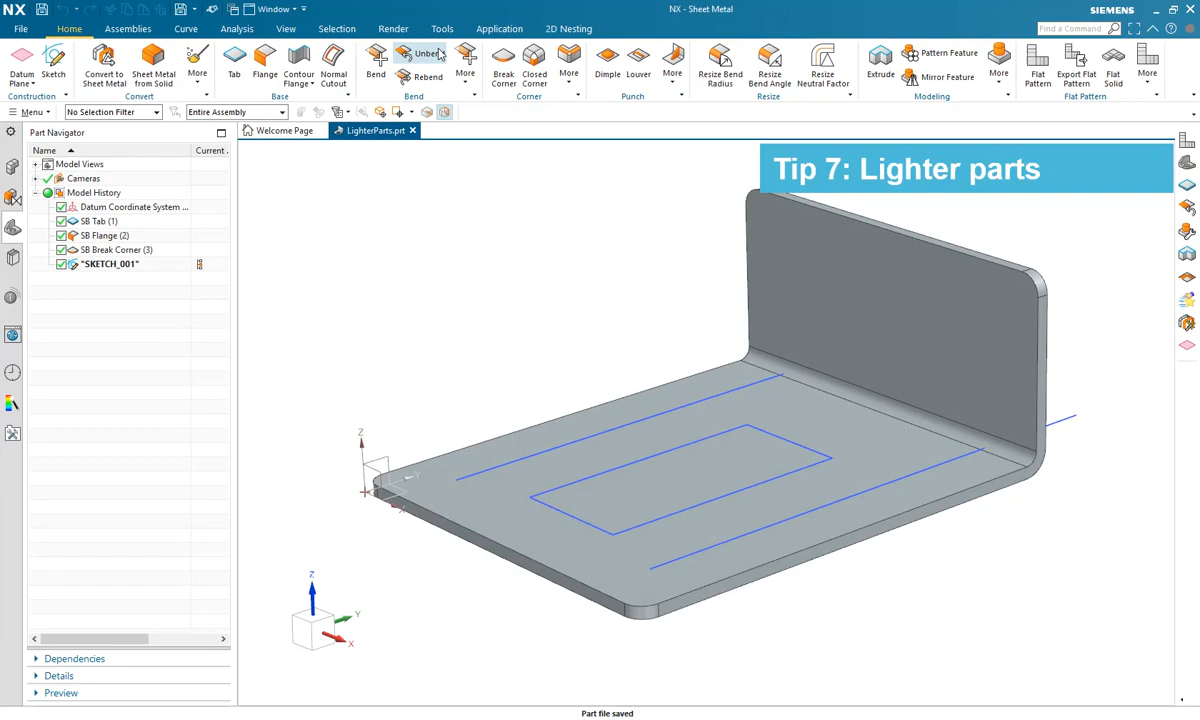 NX
Window
NX - Sheet Metal
SIEMENS
File
Home
Assemblies
Curve
Analysis
View
Selection
Render
Tools
Application
2D Nesting
Find a Command
Datum Plane
Sketch
Construction
Convert to Sheet Metal
Sheet Metal from Solid
More
Convert
Tab
Flange
Contour Flange
Normal Cutout
Base
Bend
Rebend
More
Bend
Break Corner
Closed Corner
More
Corner
Dimple
Louver
More
Punch
Resize Bend Radius
Resize Bend Angle
Resize Neutral Factor
Resize
Extrude
Pattern Feature
Mirror Feature
More
Modeling
Flat Pattern
Export Flat Pattern
Flat Solid
More
Flat Pattern
Menu
No Selection Filter
Entire Assembly
Part Navigator
Welcome Page
LighterParts.prt
Name
Current .
Model Views
Cameras
Model History
Datum Coordinate System ...
SB Tab (1)
SB Flange (2)
SB Break Corner (3)
"SKETCH_001"
Tip 7: Lighter parts
Z
Y
X
Z
Y
X
Dependencies
Details
Preview
Part file saved